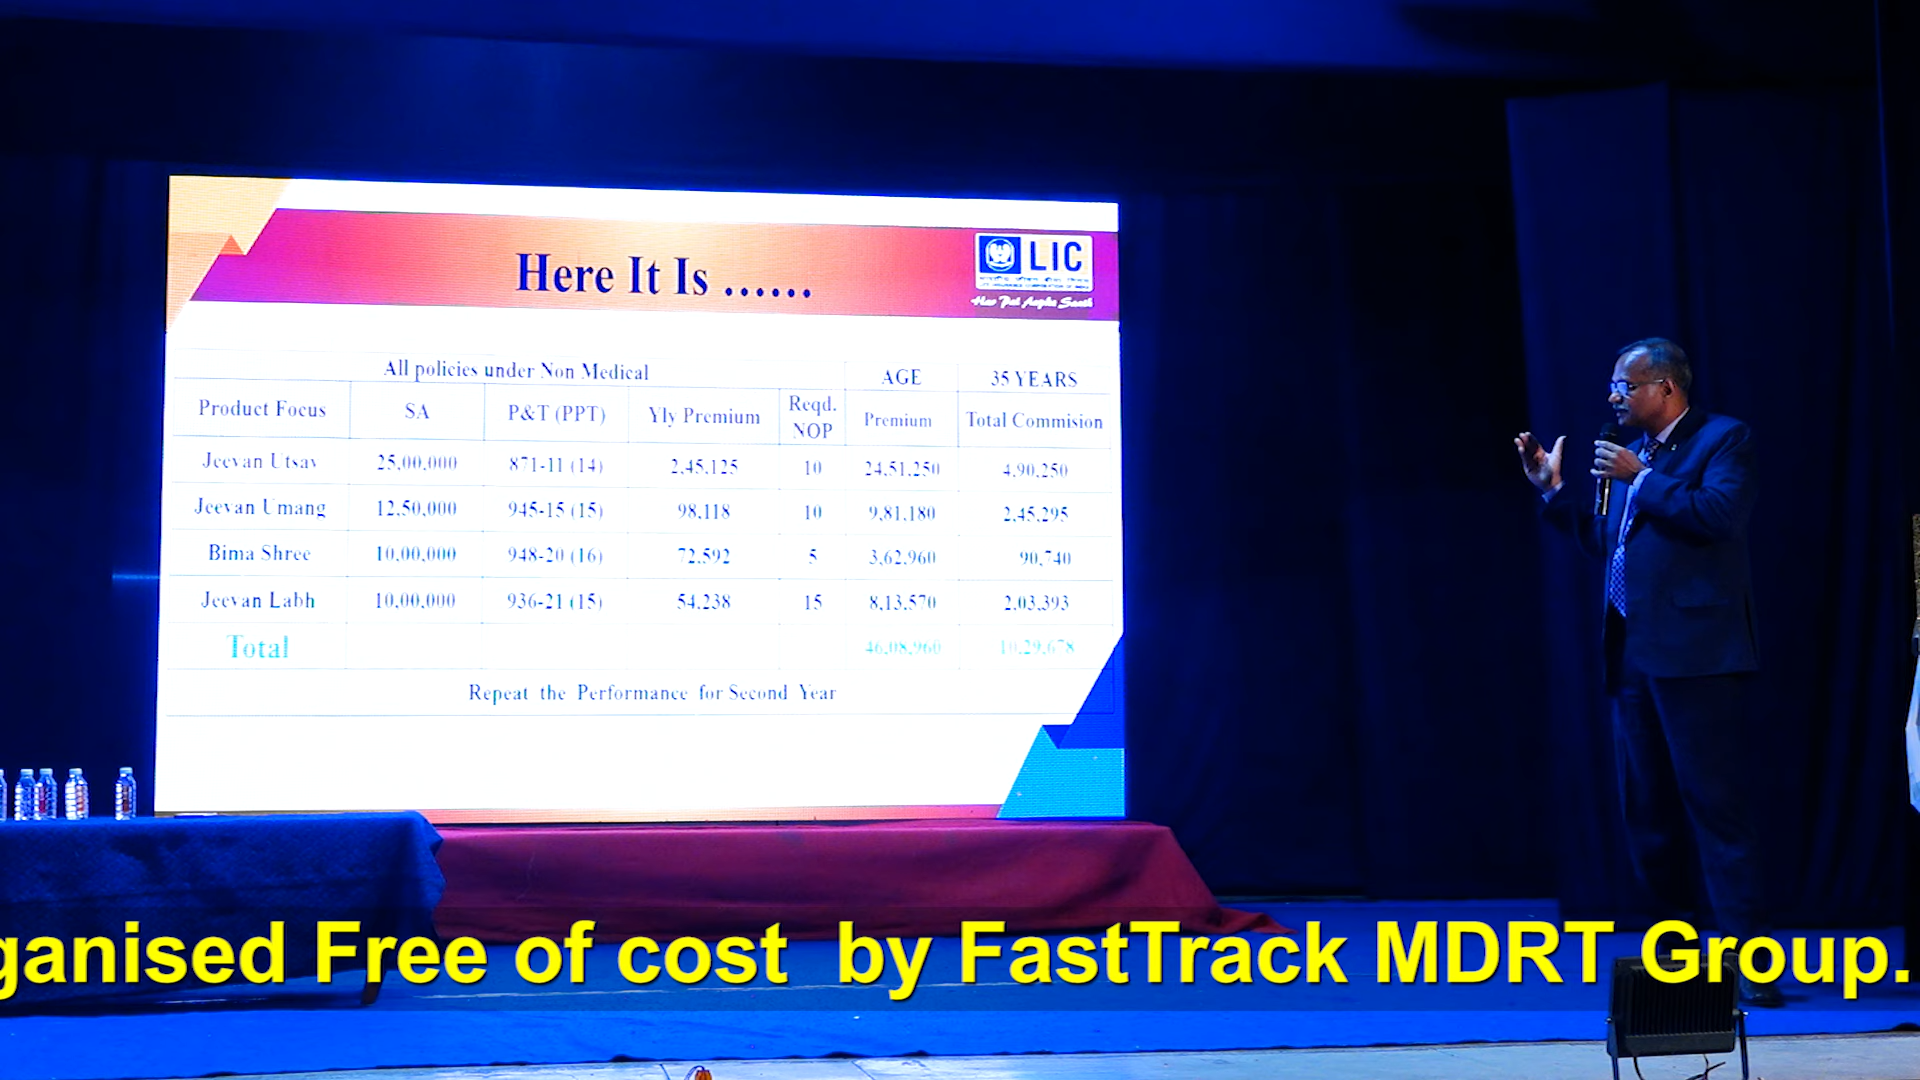 Here It Is ......
LIC
Har Pal Aapke Saath
All policies under Non Medical AGE 35 YEARS
Product Focus SA P&T (PPT) Yly Premium Reqd. NOP Premium Total Commision
Jeevan Utsav 25,00,000 871-11 (14) 2,45,125 10 24,51,250 4,90,250
Jeevan Umang 12,50,000 945-15 (15) 98,118 10 9,81,180 2,45,295
Bima Shree 10,00,000 948-20 (16) 72,592 5 3,62,960 90,740
Jeevan Labh 10,00,000 936-21 (15) 54,238 15 8,13,570 2,03,393
Total 46,08,960 10,29,678
Repeat the Performance for Second Year
ganised Free of cost by FastTrack MDRT Group.